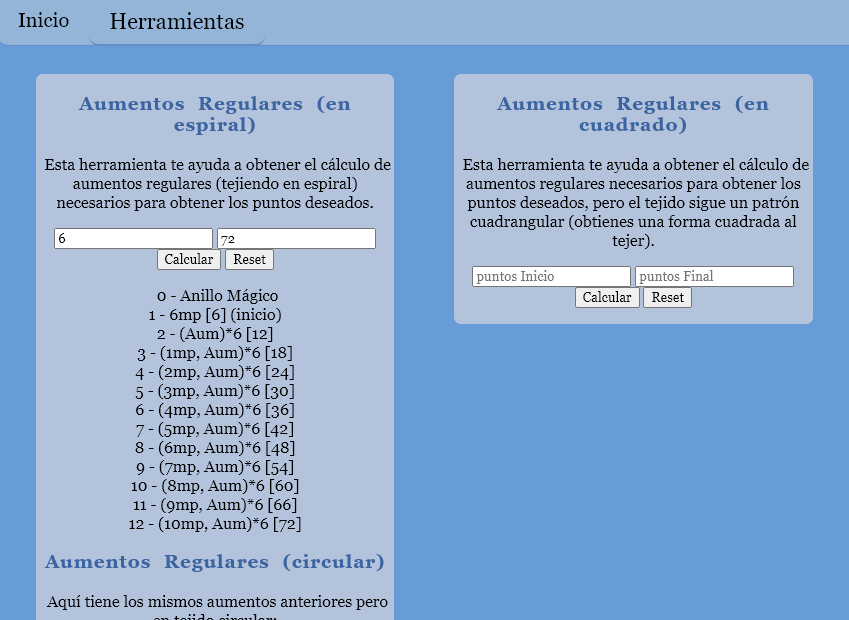 Inicio
Herramientas
Aumentos Regulares (en
espiral)
Esta herramienta te ayuda a obtener el cálculo de
aumentos regulares (tejiendo en espiral)
necesarios para obtener los puntos deseados.
6
72
Calcular
Reset
0 - Anillo Mágico
1 - 6mp [6] (inicio)
2 - (Aum)*6 [12]
3 - (1mp, Aum)*6 [18]
4 - (2mp, Aum)*6 [24]
5 - (3mp, Aum)*6 [30]
6 - (4mp, Aum)*6 [36]
7 - (5mp, Aum)*6 [42]
8 - (6mp, Aum)*6 [48]
9 - (7mp, Aum)*6 [54]
10 - (8mp, Aum)*6 [60]
11 - (9mp, Aum)*6 [66]
12 - (10mp, Aum)*6 [72]
Aumentos Regulares (circular)
Aquí tiene los mismos aumentos anteriores pero
en tejido circular:
Aumentos Regulares (en
cuadrado)
Esta herramienta te ayuda a obtener el cálculo de
aumentos regulares necesarios para obtener los
puntos deseados, pero el tejido sigue un patrón
cuadrangular (obtienes una forma cuadrada al
tejer).
puntos Inicio
puntos Final
Calcular
Reset